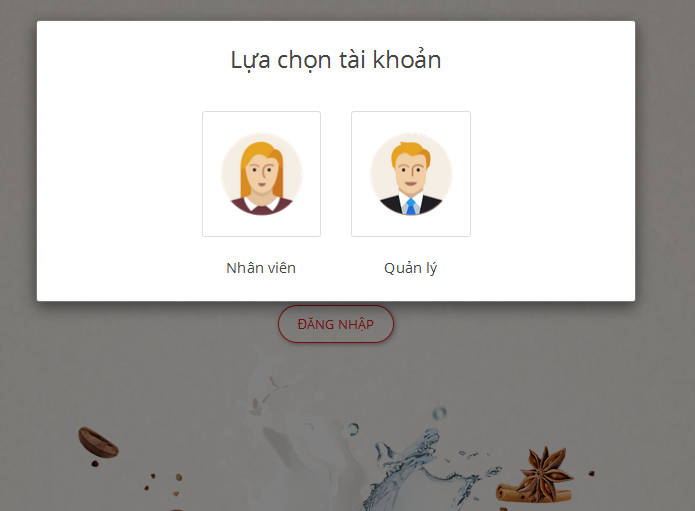 Lựa chọn tài khoản
Nhân viên
Quản lý
ĐĂNG NHẬP